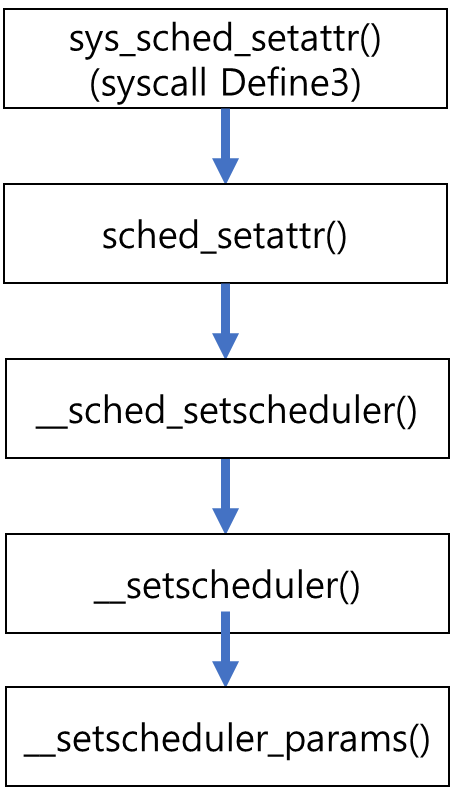 sys_sched_setattr()
(syscall Define3)
sched_setattr()
__sched_setscheduler()
__setscheduler()
__setscheduler_params()